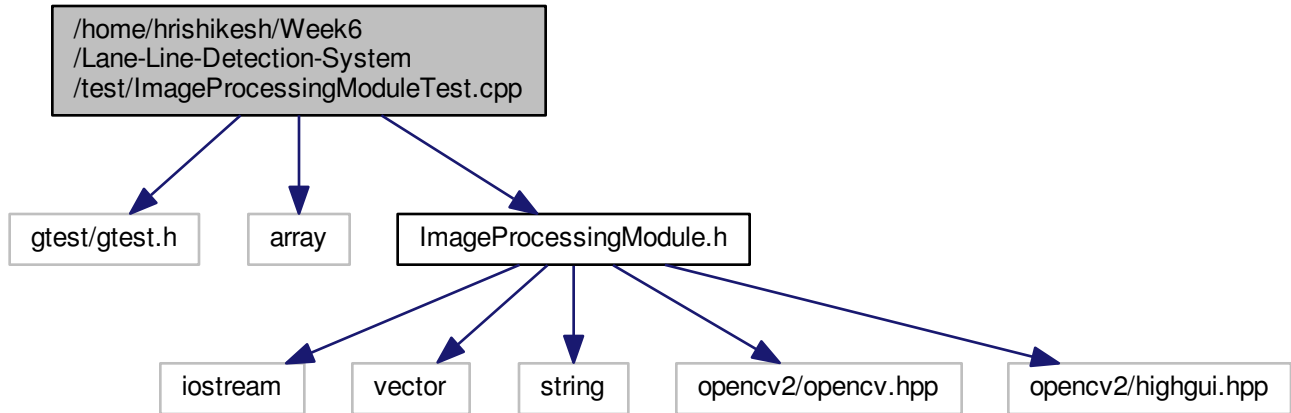 /home/hrishikesh/Week6
/Lane-Line-Detection-System
/test/ImageProcessingModuleTest.cpp
gtest/gtest.h
array
ImageProcessingModule.h
iostream
vector
string
opencv2/opencv.hpp
opencv2/highgui.hpp